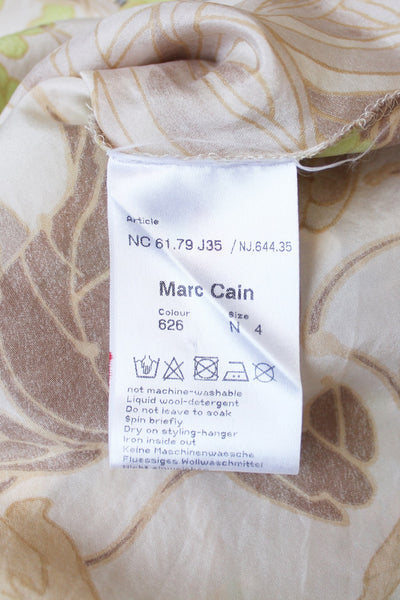 Article
NC 61.79 J35 / NJ.644.35
Marc Cain
Colour Size
626 N 4
not machine-washable
Liquid wool-detergent
Do not leave to soak
Spin briefly
Dry on styling-hanger
Iron inside out
Keine Maschinenwaesche
Fluessiges Wollwaschmittel
Nicht